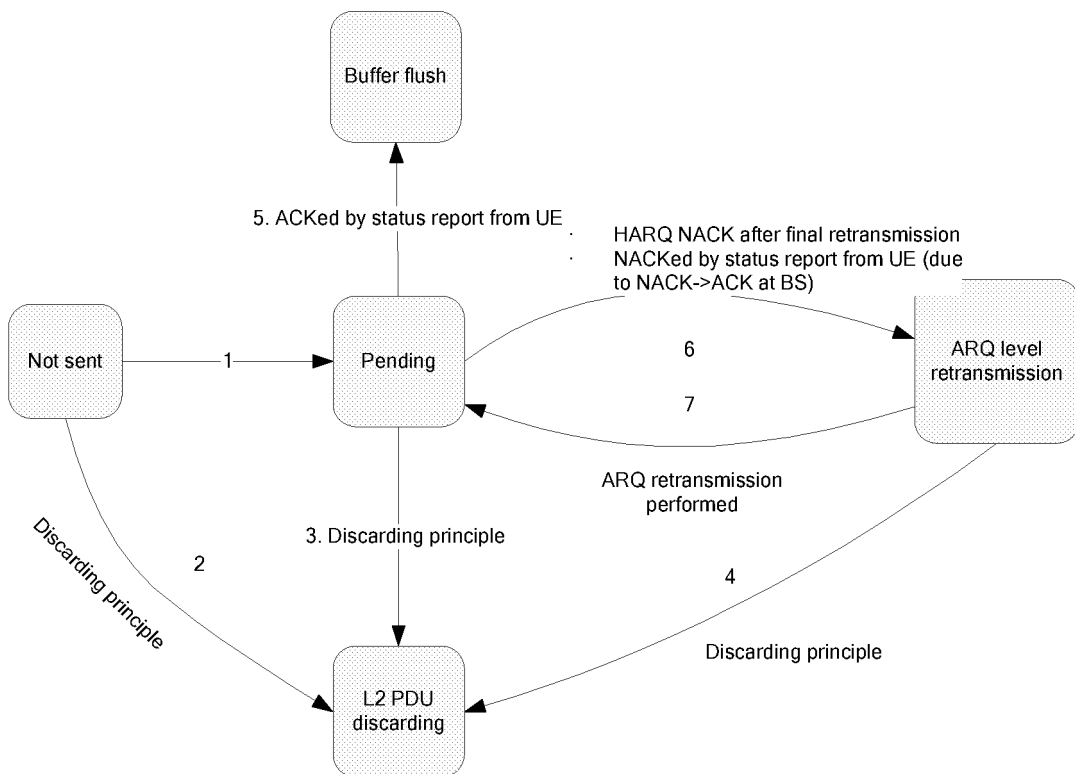 Buffer flush
5. ACKed by status report from UE
· HARQ NACK after final retransmission
· NACKed by status report from UE (due
to NACK->ACK at BS)
Not sent
1
Pending
6
ARQ level
retransmission
7
ARQ retransmission
performed
3. Discarding principle
2
Discarding principle
4
Discarding principle
L2 PDU
discarding